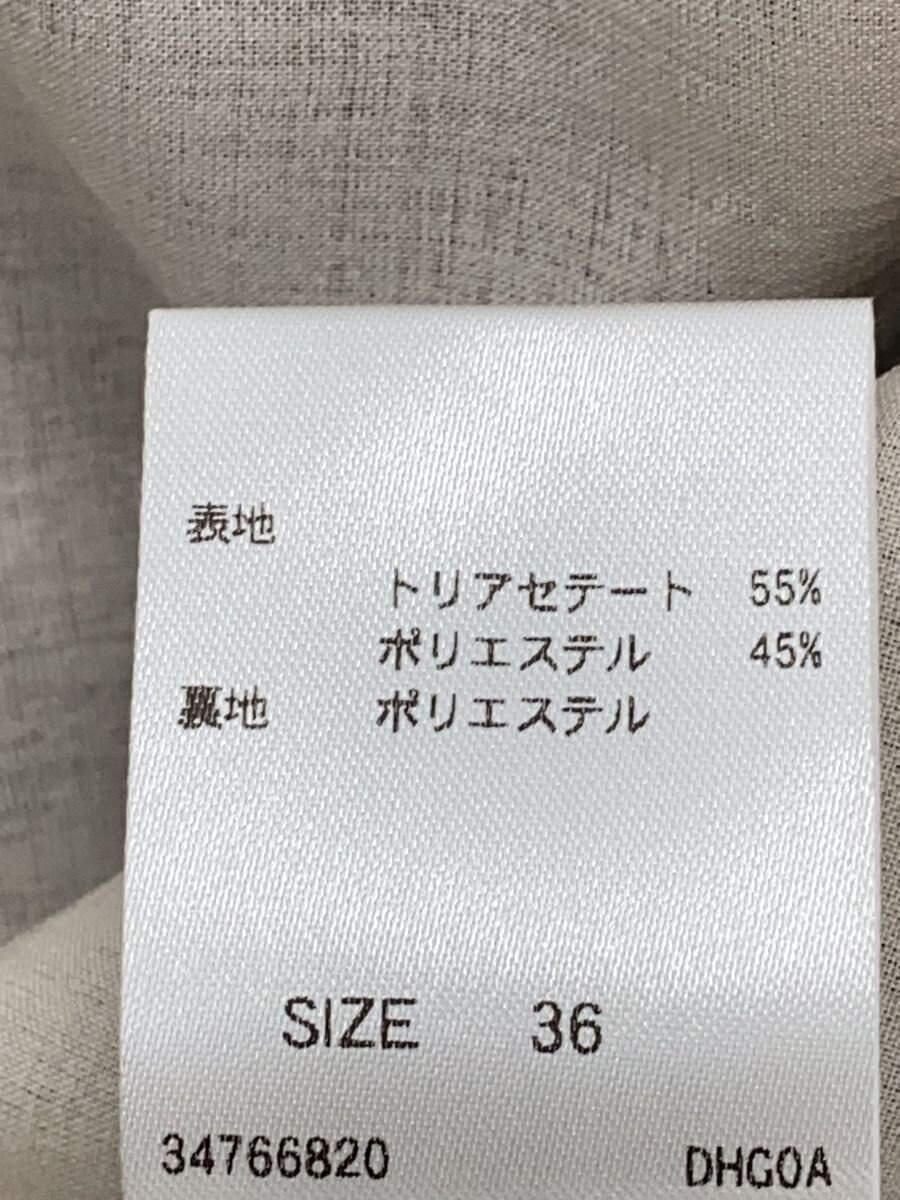 表地
トリアセテート 55%
ポリエステル 45%
裏地 ポリエステル
SIZE 36
34766820 DHG0A